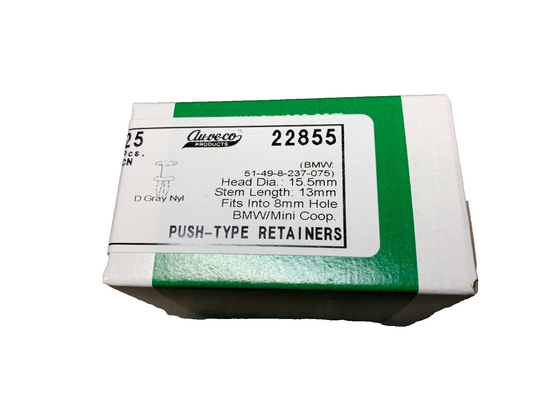 auveco
PRODUCTS
22855
25
Pcs.
CN
D Gray Nyl
(BMW:
51-49-8-237-075)
Head Dia.: 15.5mm
Stem Length: 13mm
Fits Into 8mm Hole
BMW/Mini Coop.
PUSH-TYPE RETAINERS